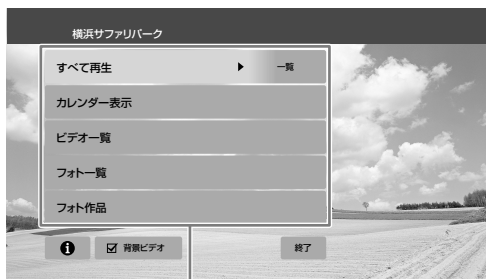 横浜サファリパーク
すべて再生 一覧
カレンダー表示
ビデオ一覧
フォト一覧
フォト作品
背景ビデオ 終了